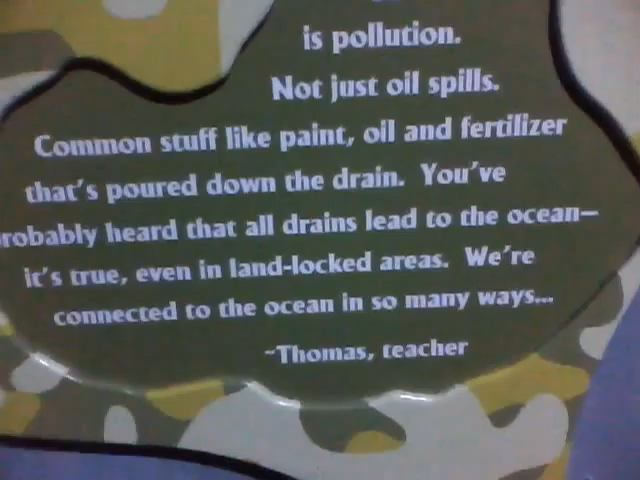 is pollution.
Not just oil spills.
Common stuff like paint, oil and fertilizer
that's poured down the drain. You've
robably heard that all drains lead to the ocean—
it's true, even in land-locked areas. We're
connected to the ocean in so many ways...
~Thomas, teacher